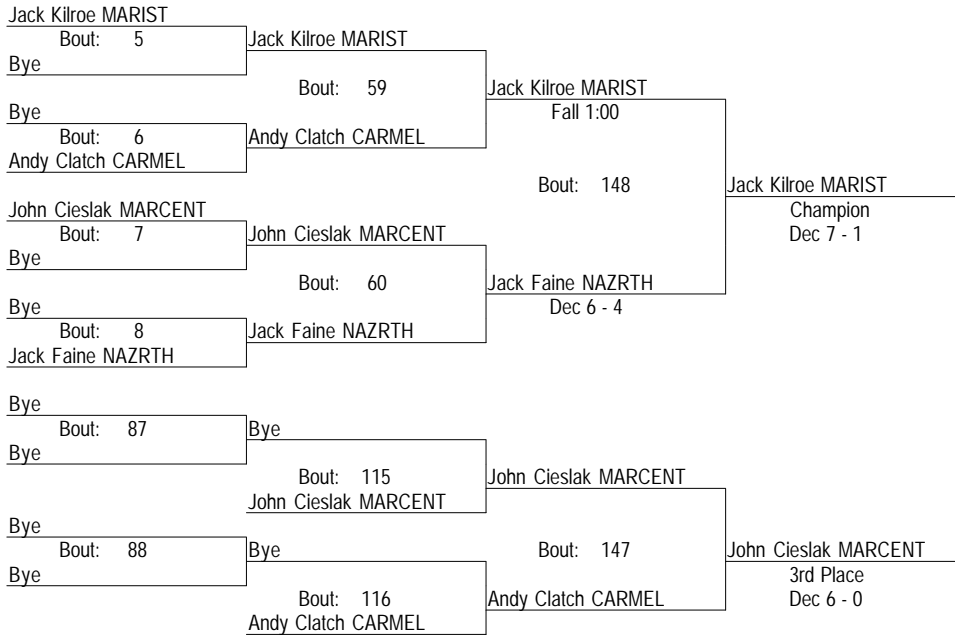 Jack Kilroe MARIST
Bout: 5
Jack Kilroe MARIST
Bye
Bout: 59
Jack Kilroe MARIST
Bye
Fall 1:00
Bout: 6
Andy Clatch CARMEL
Andy Clatch CARMEL
Bout: 148
Jack Kilroe MARIST
John Cieslak MARCENT
Champion
Bout: 7
John Cieslak MARCENT
Dec 7 - 1
Bye
Bout: 60
Jack Faine NAZRTH
Bye
Dec 6 - 4
Bout: 8
Jack Faine NAZRTH
Jack Faine NAZRTH
Bye
Bout: 87
Bye
Bye
Bout: 115
John Cieslak MARCENT
John Cieslak MARCENT
Bye
Bout: 88
Bye
Bout: 147
John Cieslak MARCENT
Bye
3rd Place
Bout: 116
Andy Clatch CARMEL
Dec 6 - 0
Andy Clatch CARMEL